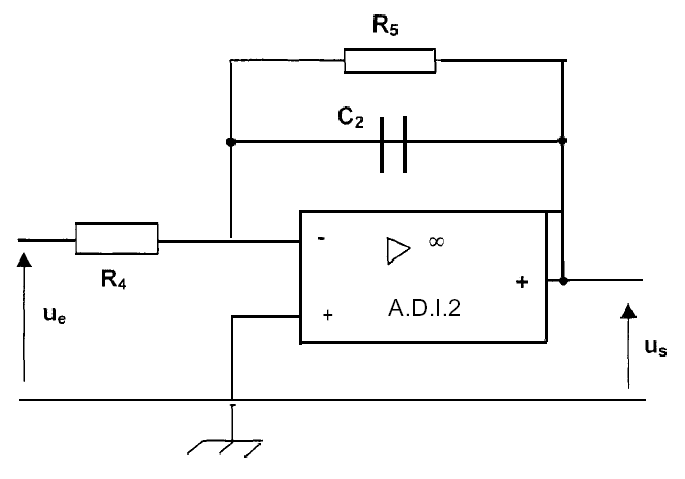 R5
C2
- ▷ ∞
R4
+
ue
+ A.D.I.2
us